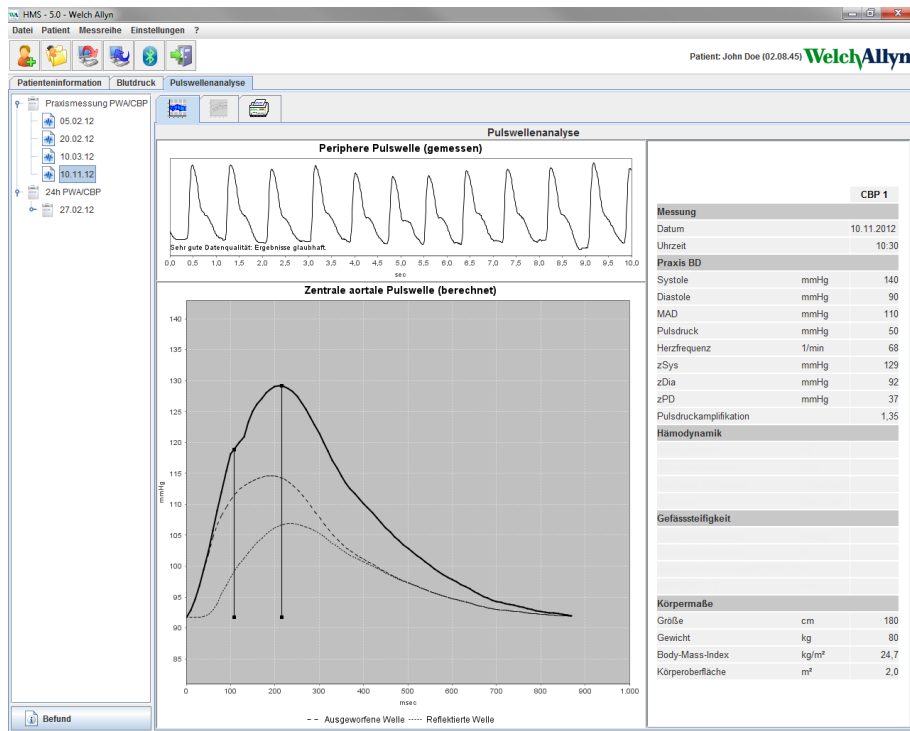 HMS - 5.0 - Welch Allyn
Datei Patient Messreihe Einstellungen ?
Patient: John Doe (02.08.45) WelchAllyn
Patienteninformation Blutdruck Pulswellenanalyse
Praxismessung PWA/CBP
05.02.12
20.02.12
10.03.12
10.11.12
24h PWA/CBP
27.02.12
Befund
Pulswellenanalyse
Periphere Pulswelle (gemessen)
Sehr gute Datenqualität: Ergebnisse glaubhaft.
0,0 0,5 1,0 1,5 2,0 2,5 3,0 3,5 4,0 4,5 5,0 5,5 6,0 6,5 7,0 7,5 8,0 8,5 9,0 9,5 10,0
sec
Zentrale aortale Pulswelle (berechnet)
140
135
130
125
120
115
110
105
100
95
90
85
mmHg
0 100 200 300 400 500 600 700 800 900 1.000
msec
Ausgeworfene Welle Reflektierte Welle
CBP 1
Messung
Datum 10.11.2012
Uhrzeit 10:30
Praxis BD
Systole mmHg 140
Diastole mmHg 90
MAD mmHg 110
Pulsdruck mmHg 50
Herzfrequenz 1/min 68
zSys mmHg 129
zDia mmHg 92
zPD mmHg 37
Pulsdruckamplifikation 1,35
Hämodynamik
Gefässsteifigkeit
Körpermaße
Größe cm 180
Gewicht kg 80
Body-Mass-Index kg/m² 24,7
Körperoberfläche m² 2,0